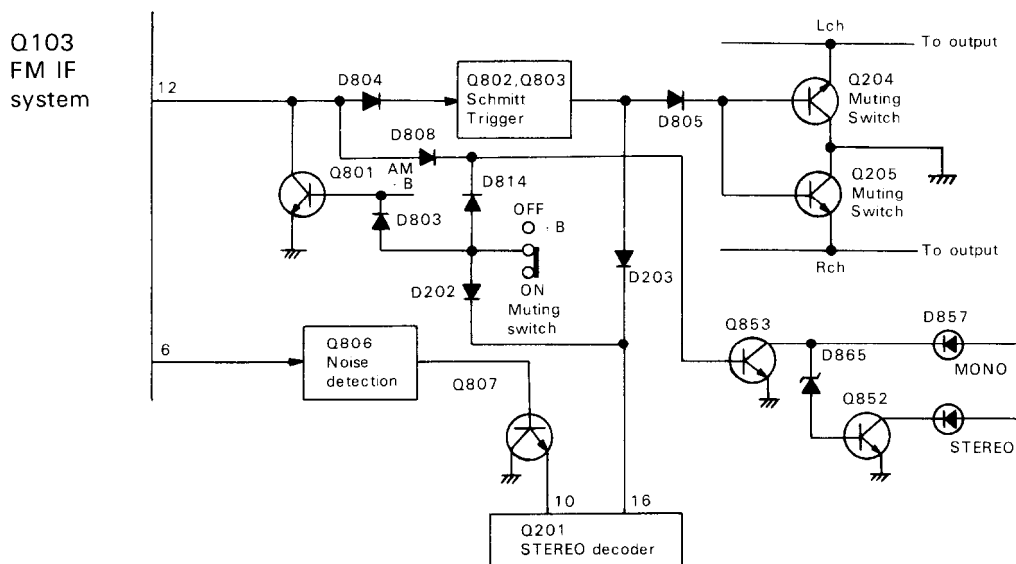 Q103
FM IF
system
12
D804
Q802,Q803
Schmitt
Trigger
D805
Lch
To output
Q204
Muting
Switch
D808
Q801
AM
·B
D803
D814
OFF
·B
ON
Muting
switch
D202
D203
Q205
Muting
Switch
To output
Rch
6
Q806
Noise
detection
Q807
Q853
D865
D857
MONO
Q852
STEREO
10
16
Q201
STEREO decoder